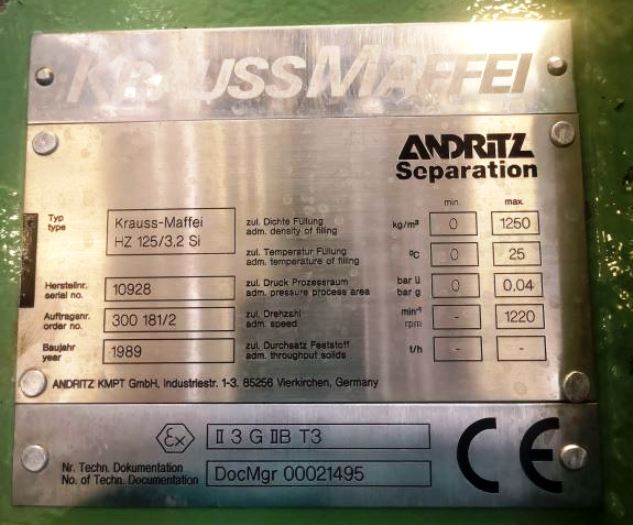 KRAUSSMAFFEI
ANDRITZ
Separation
min. max.
Typ
type
Krauss-Maffei
HZ 125/3.2 Si
zul. Dichte Füllung
adm. density of filling
kg/m³ 0 1250
zul. Temperatur Füllung
adm. temperature of filling
°C 0 25
Herstellnr.
serial no.
10928
zul. Druck Prozessraum
adm. pressure process area
bar ü
bar g
0 0.04
Auftragsnr.
order no.
300 181/2
zul. Drehzahl
adm. speed
min⁻¹
rpm
- 1220
Baujahr
year
1989
zul. Durchsatz Feststoff
adm. throughout solids
t/h - -
ANDRITZ KMPT GmbH, Industriestr. 1-3, 85256 Vierkirchen, Germany
Ex II 3 G IIB T3
Nr. Techn. Dokumentation
No. of Techn. Documentation
DocMgr 00021495
CE